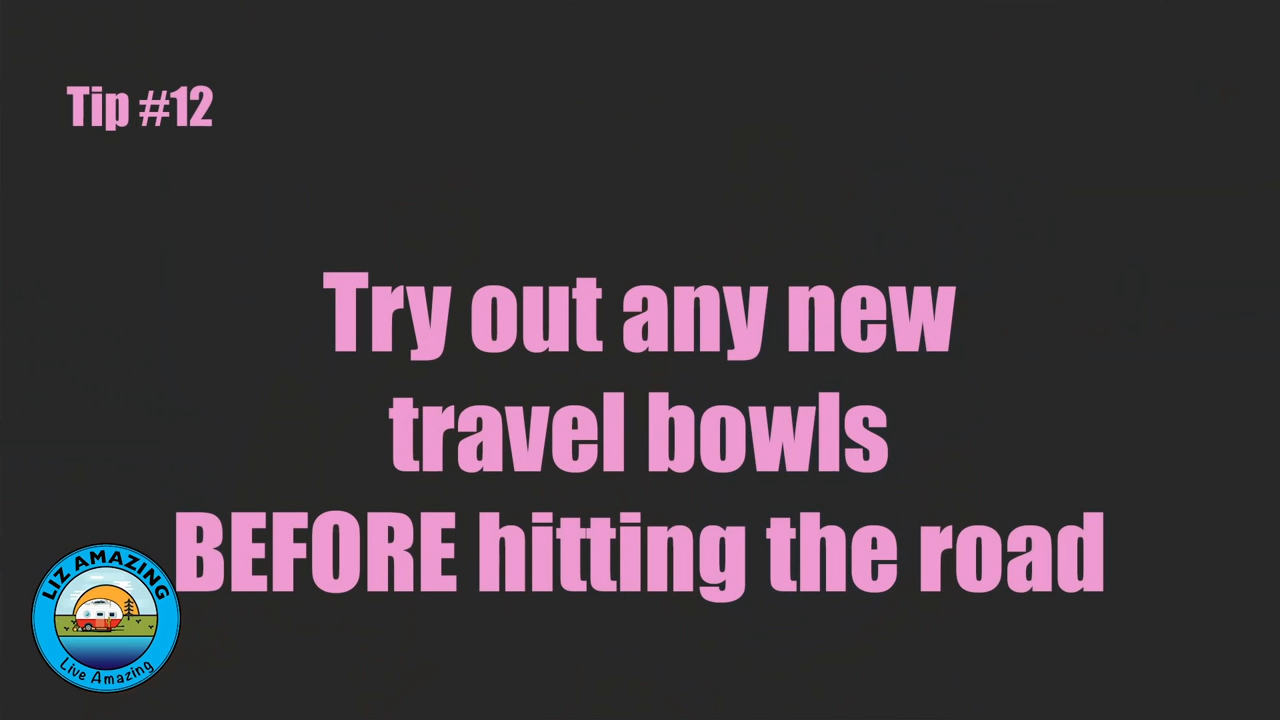 Tip #12
Try out any new
travel bowls
BEFORE hitting the road
LIZ AMAZING
Live Amazing